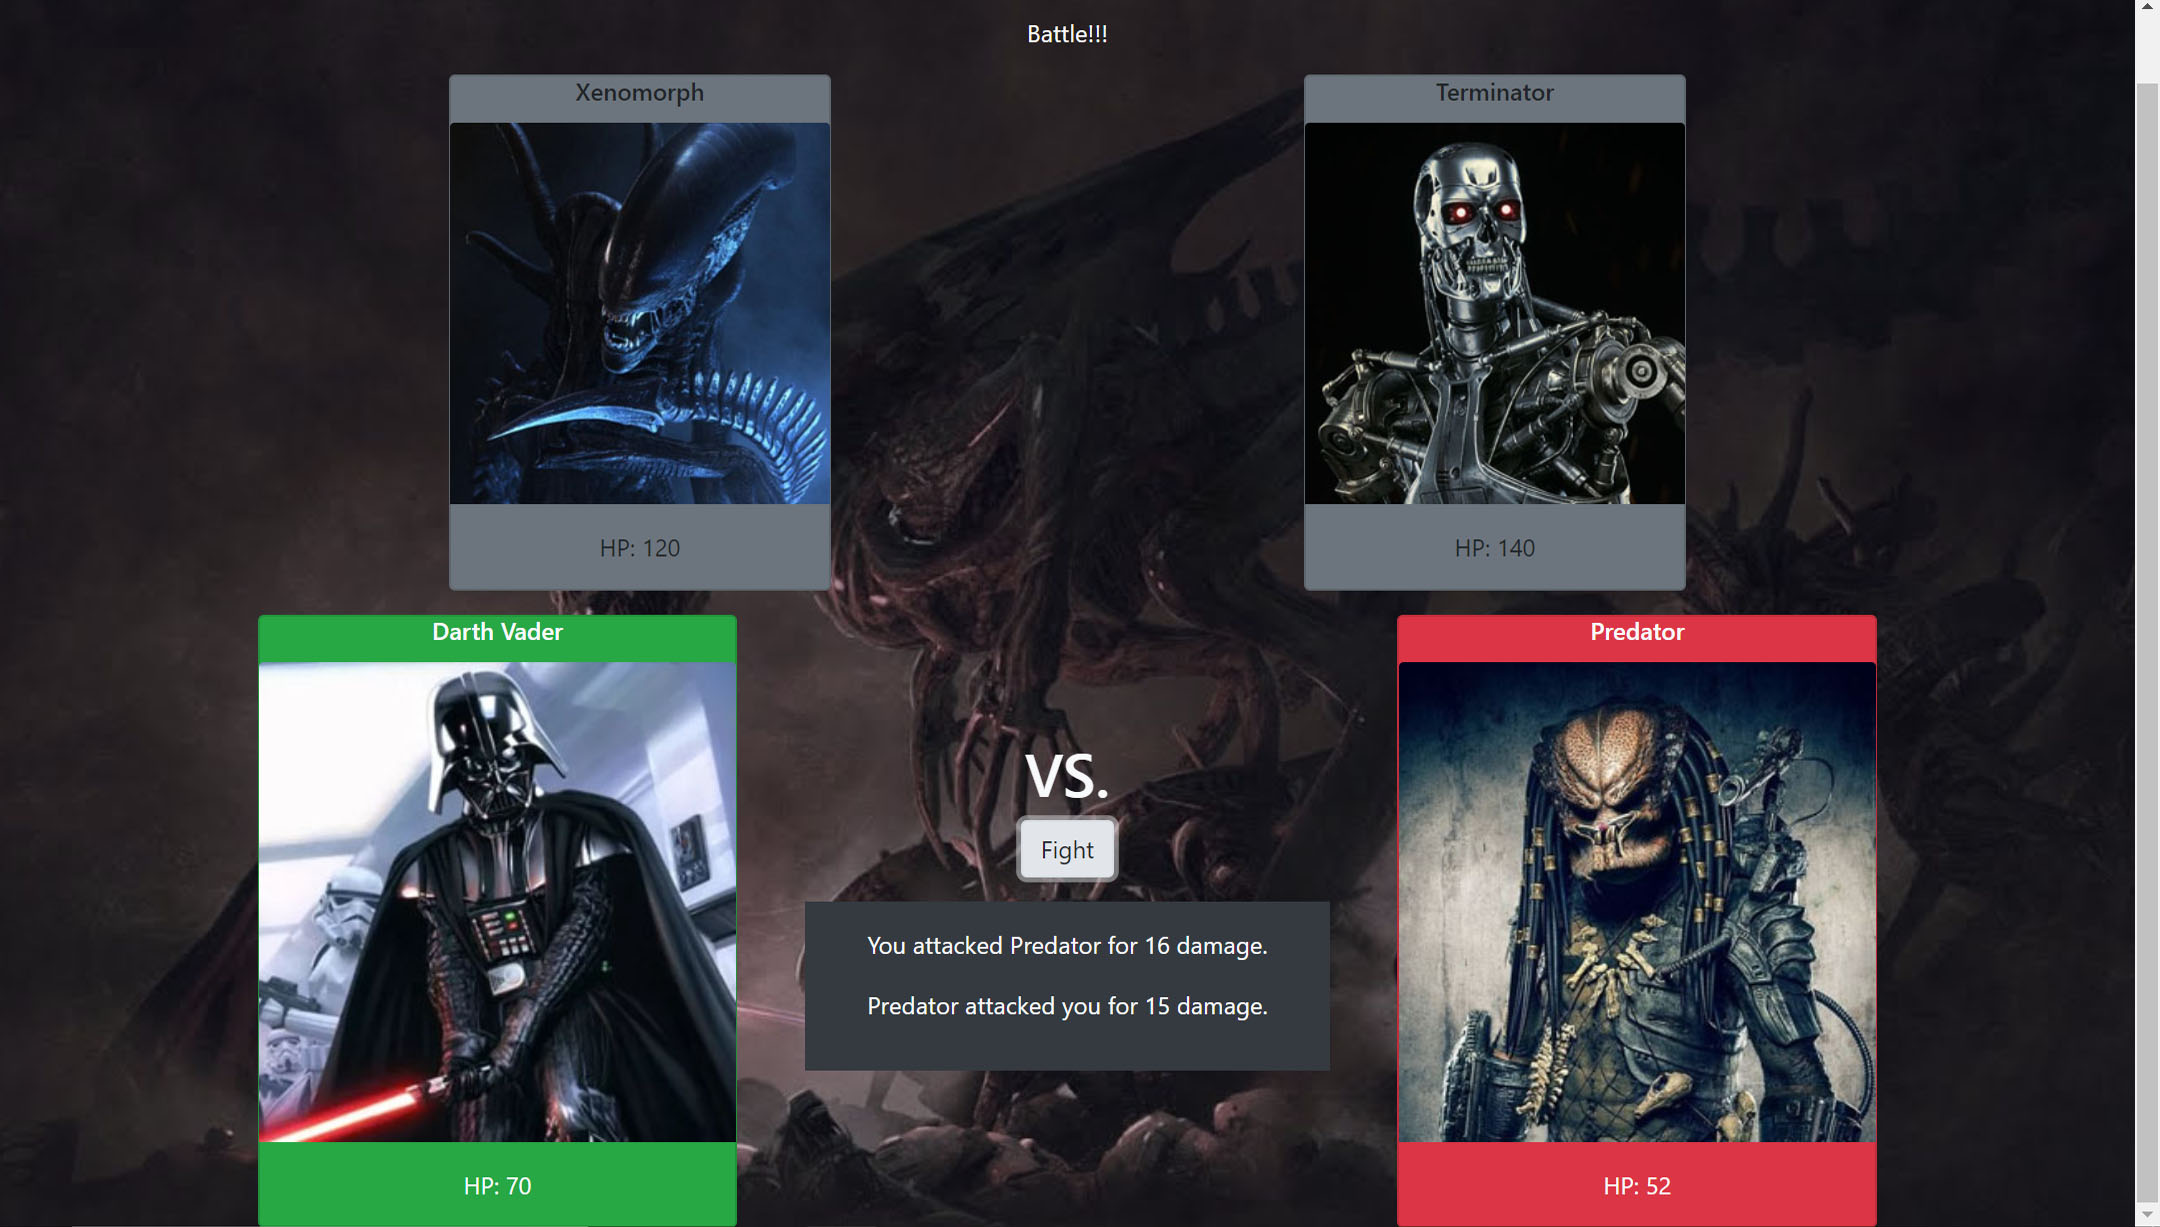 Battle!!!
Xenomorph
Terminator
HP: 120
HP: 140
Darth Vader
Predator
VS.
Fight
You attacked Predator for 16 damage.
Predator attacked you for 15 damage.
HP: 70
HP: 52